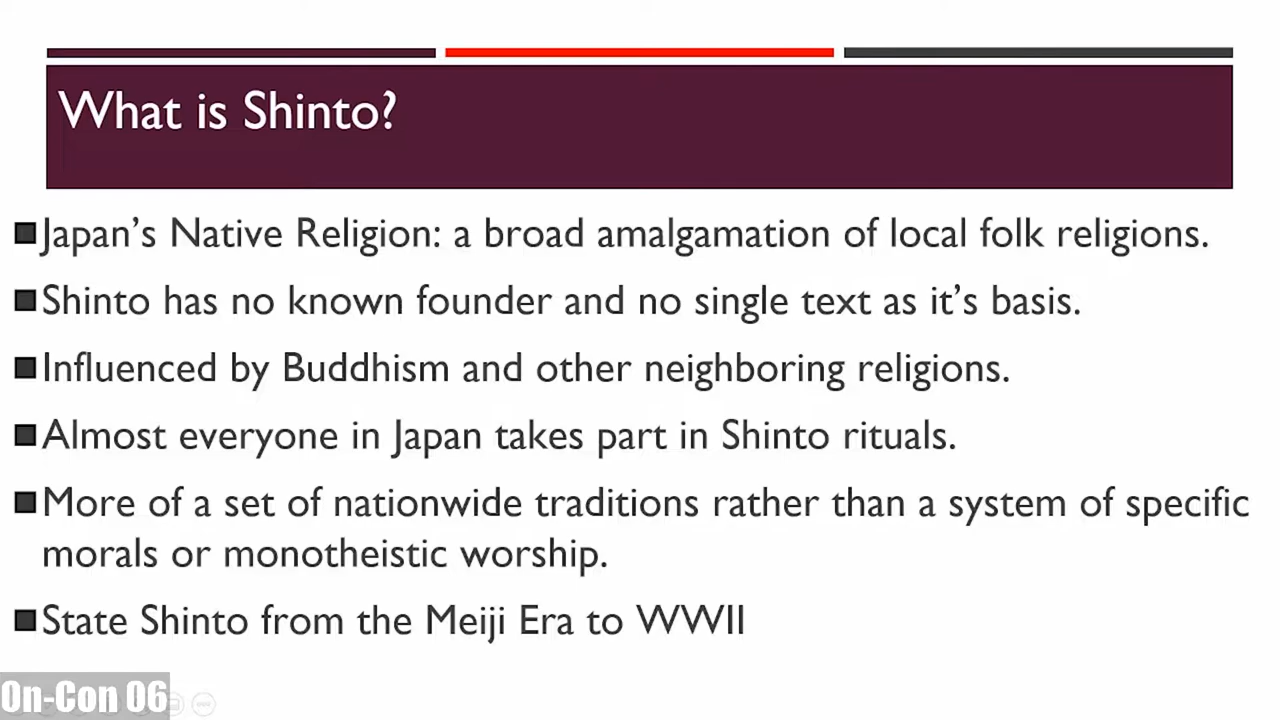 What is Shinto?
Japan's Native Religion: a broad amalgamation of local folk religions.
Shinto has no known founder and no single text as it's basis.
Influenced by Buddhism and other neighboring religions.
Almost everyone in Japan takes part in Shinto rituals.
More of a set of nationwide traditions rather than a system of specific
morals or monotheistic worship.
State Shinto from the Meiji Era to WWII
On-Con 06